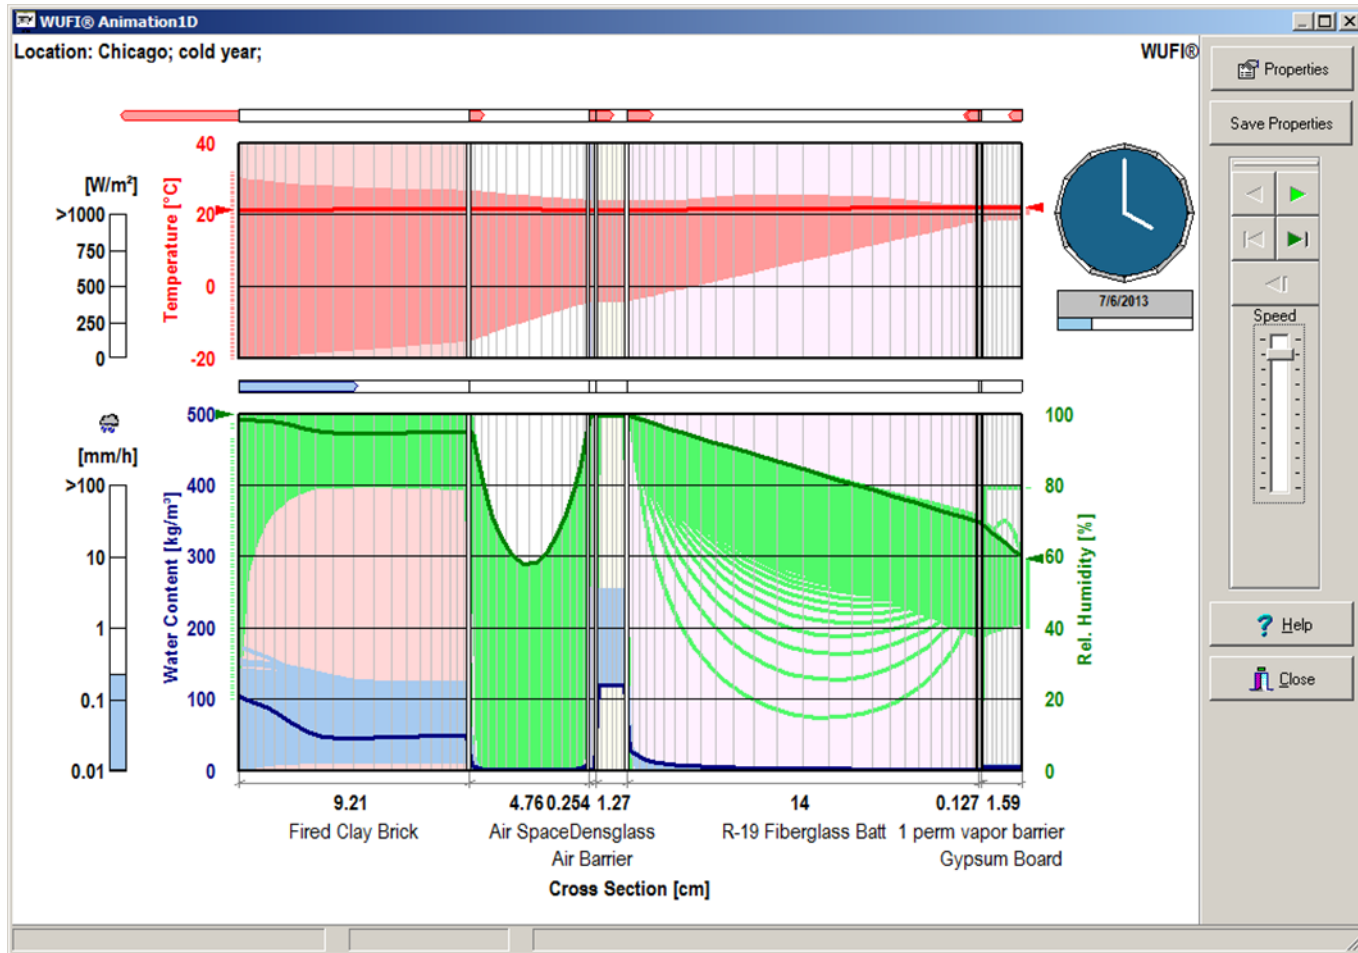 WUFI® Animation1D
Location: Chicago; cold year;
WUFI®
Properties
Save Properties
Speed
Help
Close
7/6/2013
[W/m²]
>1000
750
500
250
0
Temperature [°C]
40
20
0
-20
[mm/h]
>100
10
1
0.1
0.01
Water Content [kg/m³]
500
400
300
200
100
0
100
80
60
40
20
0
Rel. Humidity [%]
9.21 4.76 0.254 1.27 14 0.127 1.59
Fired Clay Brick Air SpaceDensglass R-19 Fiberglass Batt 1 perm vapor barrier
Air Barrier Gypsum Board
Cross Section [cm]